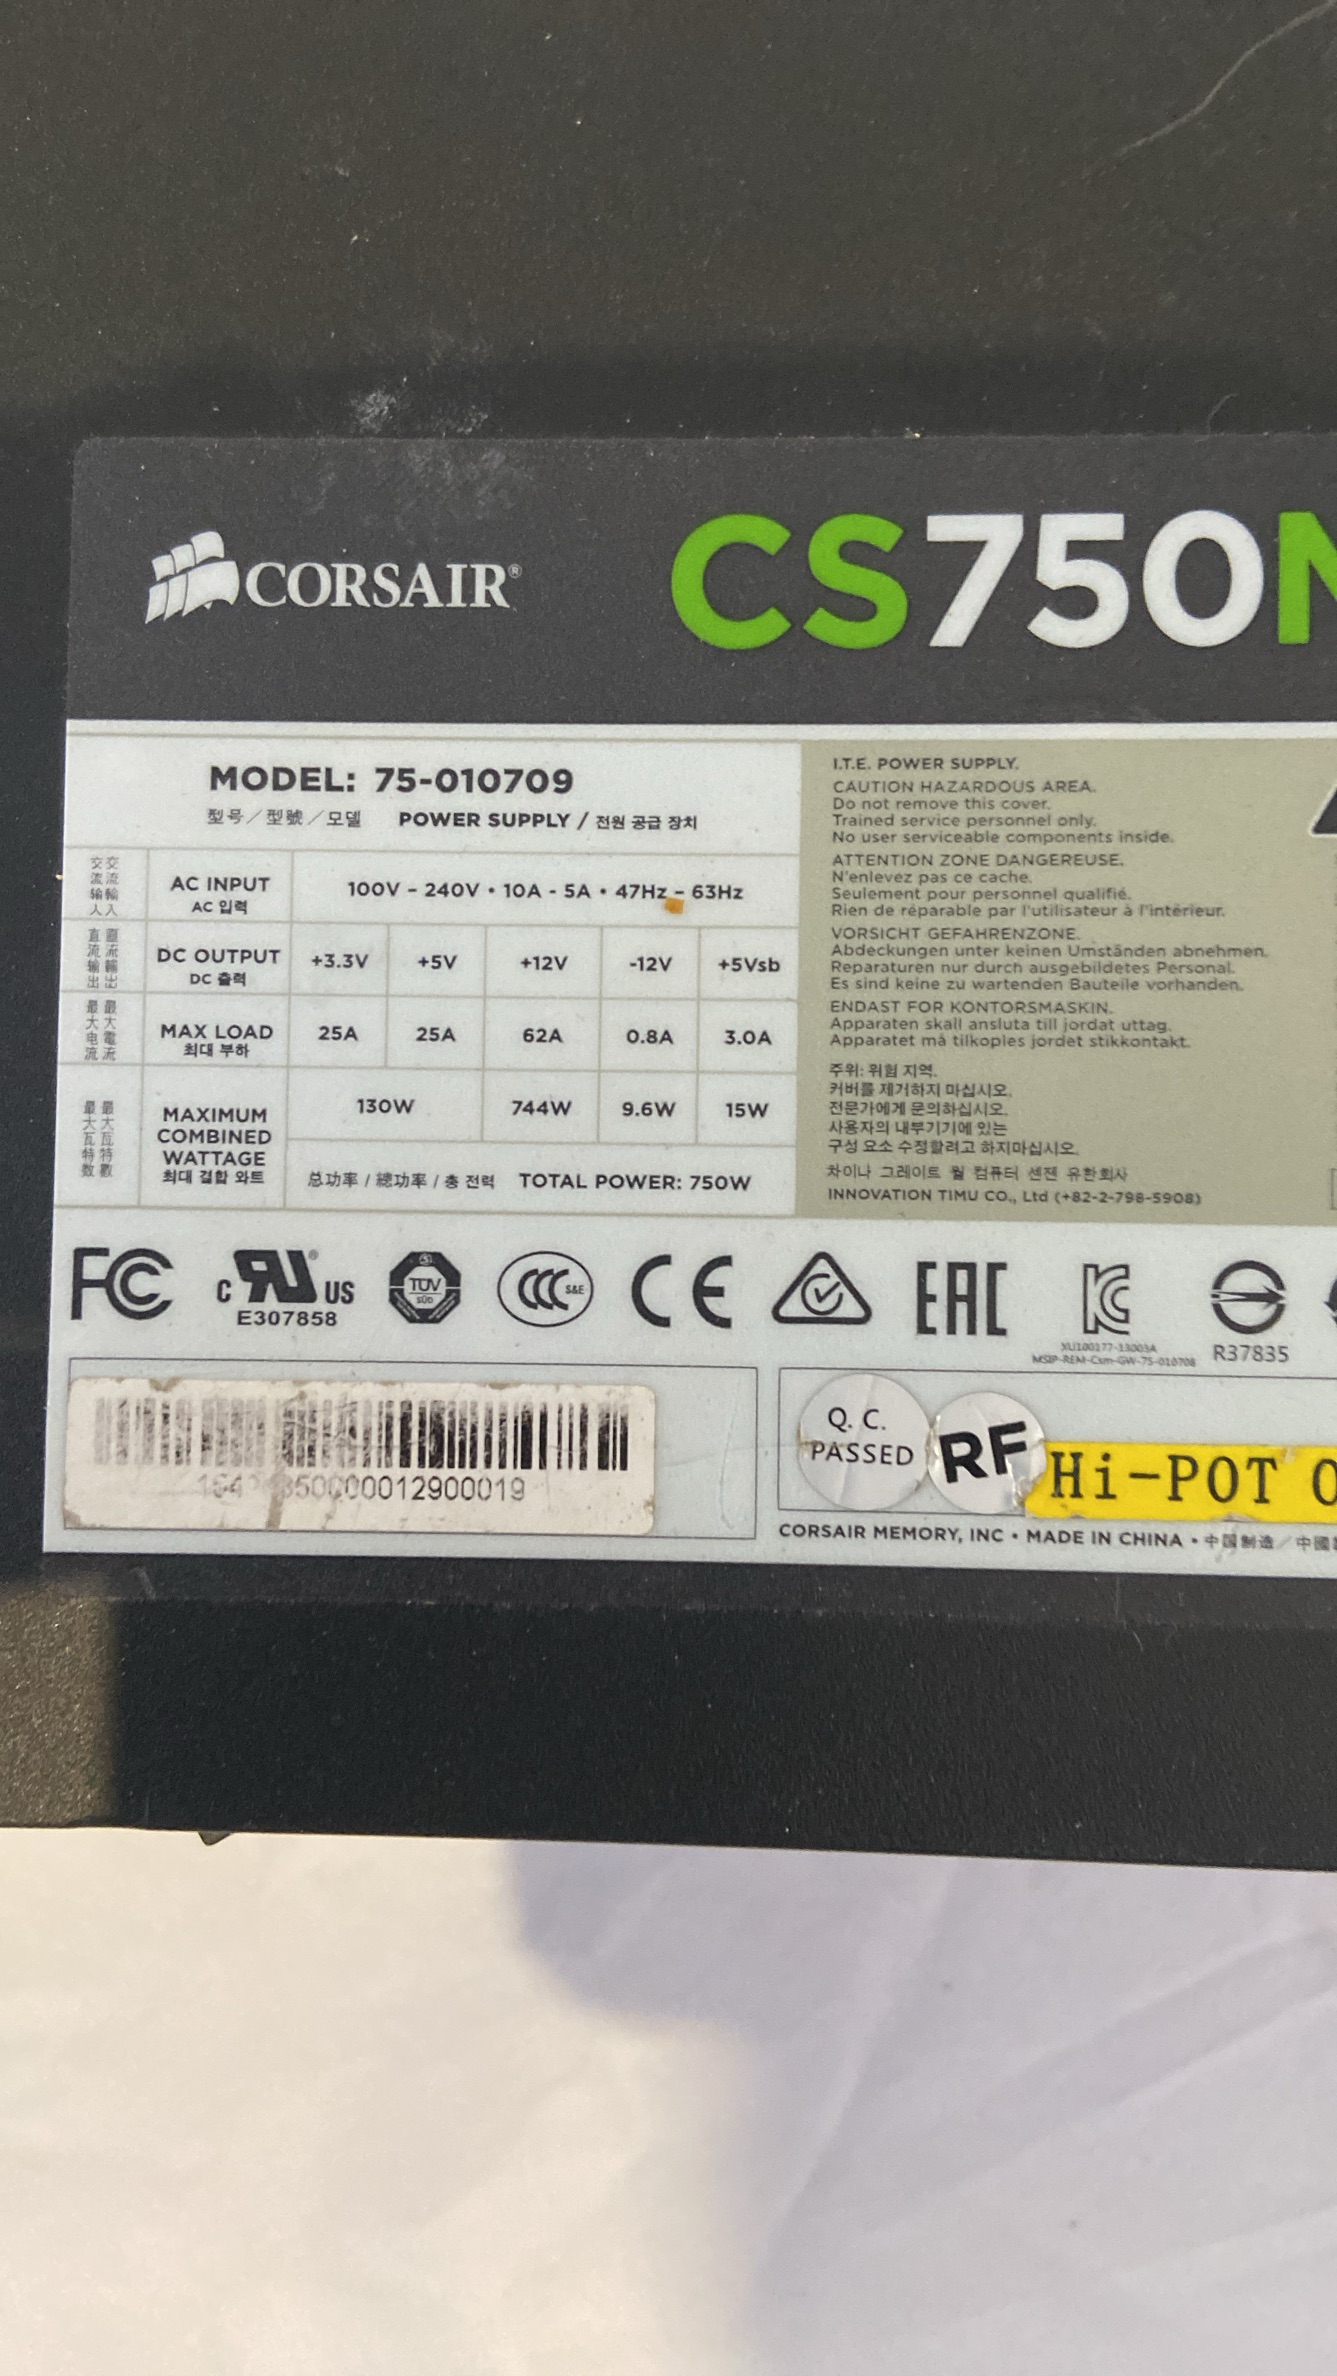 CORSAIR®
CS750
MODEL: 75-010709
型号／型號／모델 POWER SUPPLY / 전원 공급 장치
交流输入 交流輸入 AC INPUT 100V – 240V • 10A - 5A • 47Hz – 63Hz
AC 입력
直流输出 直流輸出 DC OUTPUT +3.3V +5V +12V -12V +5Vsb
DC 출력
最大电流 最大電流 MAX LOAD 25A 25A 62A 0.8A 3.0A
최대 부하
最大瓦特数 最大瓦特數 MAXIMUM COMBINED WATTAGE 130W 744W 9.6W 15W
최대 결합 와트
总功率 / 總功率 / 총 전력 TOTAL POWER: 750W
I.T.E. POWER SUPPLY.
CAUTION HAZARDOUS AREA.
Do not remove this cover.
Trained service personnel only.
No user serviceable components inside.
ATTENTION ZONE DANGEREUSE.
N'enlevez pas ce cache.
Seulement pour personnel qualifié.
Rien de réparable par l'utilisateur à l'intérieur.
VORSICHT GEFAHRENZONE.
Abdeckungen unter keinen Umständen abnehmen.
Reparaturen nur durch ausgebildetes Personal.
Es sind keine zu wartenden Bauteile vorhanden.
ENDAST FOR KONTORSMASKIN.
Apparaten skall ansluta till jordat uttag.
Apparatet må tilkoples jordet stikkontakt.
주위: 위험 지역.
커버를 제거하지 마십시오.
전문가에게 문의하십시오.
사용자의 내부기기에 있는
구성 요소 수정할려고 하지마십시오.
차이나 그레이트 월 컴퓨터 센젠 유한회사
INNOVATION TIMU CO., Ltd (+82-2-798-5908)
FC
C RU® US
E307858
TÜV
SÜD
CCC S&E
CE
EAC
KC
XU100177-13003A
MSIP-REM-Csm-GW-75-010708
R37835
Q. C.
PASSED
RF
Hi-POT
CORSAIR MEMORY, INC • MADE IN CHINA • 中国制造／中國